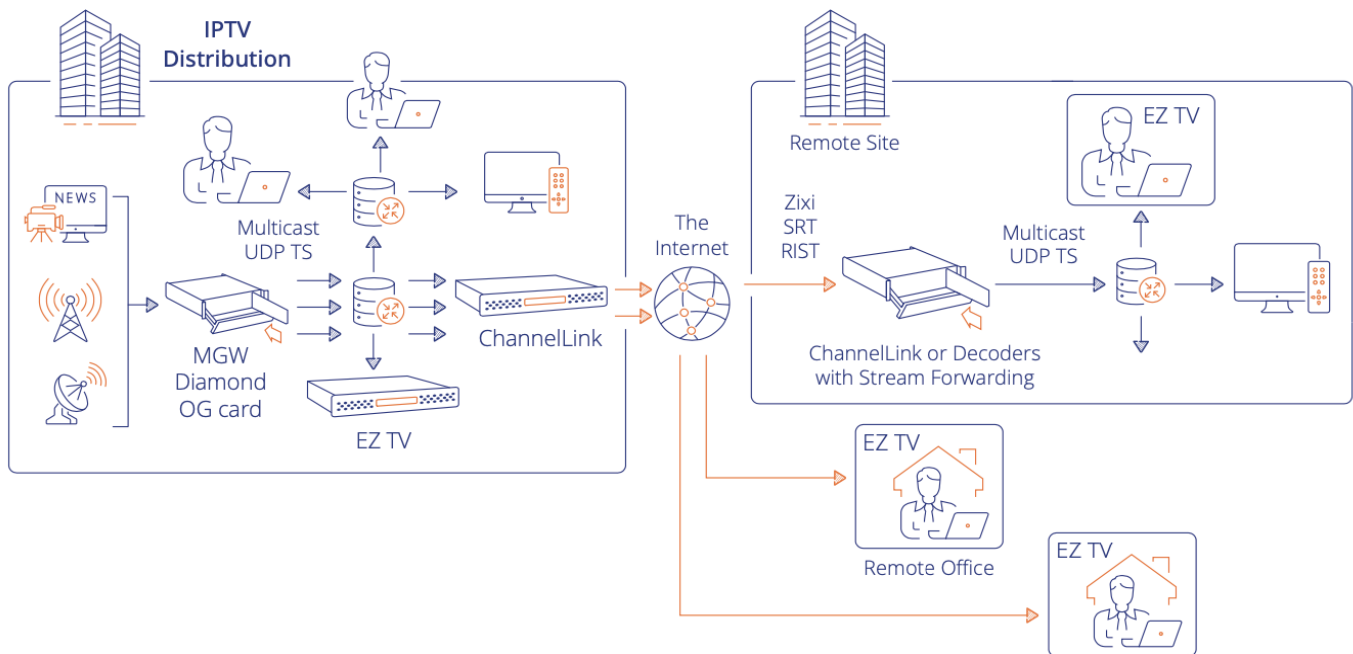 IPTV
Distribution
NEWS
Multicast
UDP TS
MGW
Diamond
OG card
EZ TV
ChannelLink
The
Internet
Remote Site
Zixi
SRT
RIST
Multicast
UDP TS
EZ TV
ChannelLink or Decoders
with Stream Forwarding
EZ TV
Remote Office
EZ TV